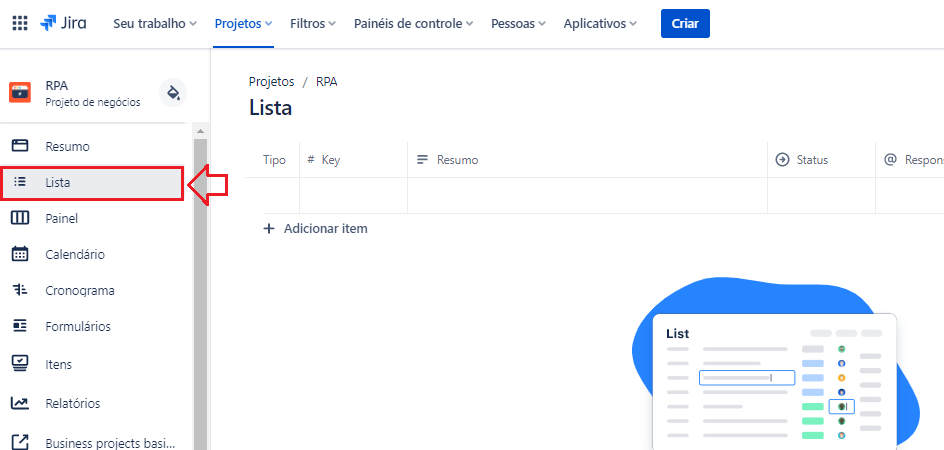 Jira Seu trabalho Projetos Filtros Painéis de controle Pessoas Aplicativos Criar
RPA
Projeto de negócios
Resumo
Lista
Painel
Calendário
Cronograma
Formulários
Itens
Relatórios
Business projects basi...
Projetos / RPA
Lista
Tipo # Key Resumo Status @ Respon
+ Adicionar item
List